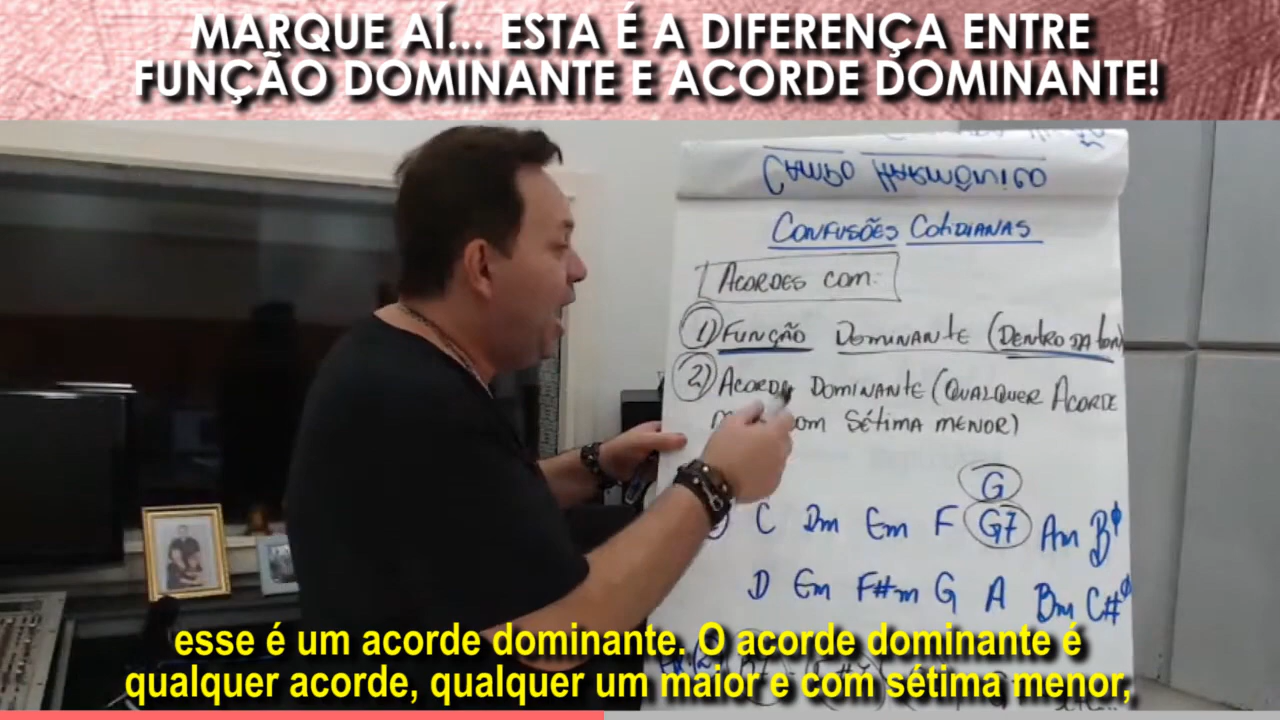 MARQUE AÍ... ESTA É A DIFERENÇA ENTRE
FUNÇÃO DOMINANTE E ACORDE DOMINANTE!
CAMPO HARMÔNICO
CONFUSÕES COTIDIANAS
ACORDES COM:
1) FUNÇÃO DOMINANTE (DENTRO DA TOM)
2) ACORDE DOMINANTE (QUALQUER ACORDE
COM SÉTIMA MENOR)
G
C Dm Em F G7 Am Bø
D Em F#m G A Bm C#ø
esse é um acorde dominante. O acorde dominante é
qualquer acorde, qualquer um maior e com sétima menor,